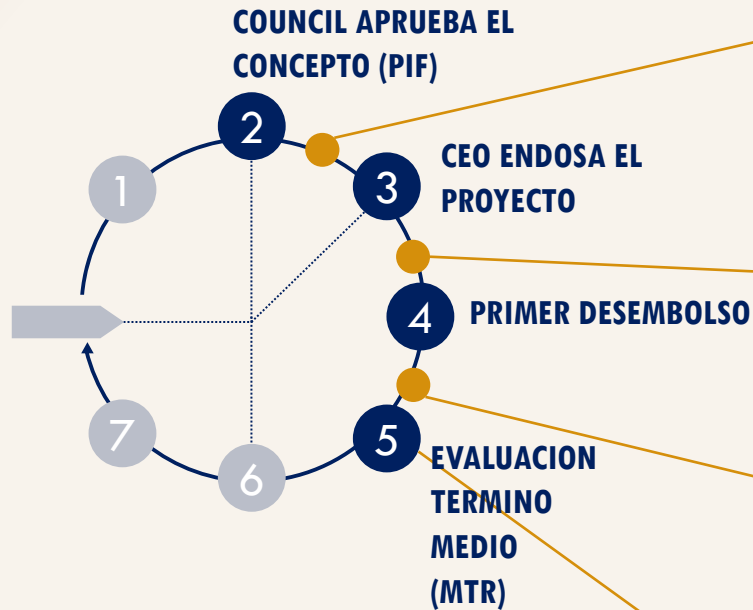 COUNCIL APRUEBA EL
CONCEPTO (PIF)
2
1
3
CEO ENDOSA EL
PROYECTO
4
PRIMER DESEMBOLSO
7
6
5
EVALUACION
TERMINO
MEDIO
(MTR)